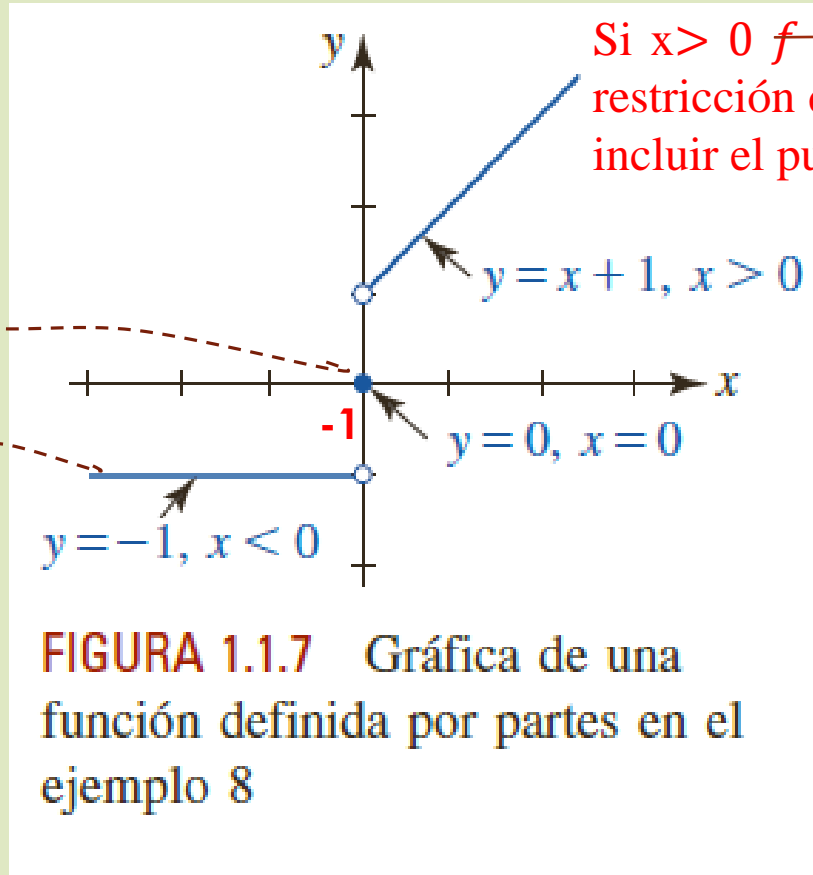 y
Si x> 0 f
restricción
incluir el
y = x + 1, x > 0
x
-1
y = 0, x = 0
y = −1, x < 0
FIGURA 1.1.7 Gráfica de una
función definida por partes en el
ejemplo 8